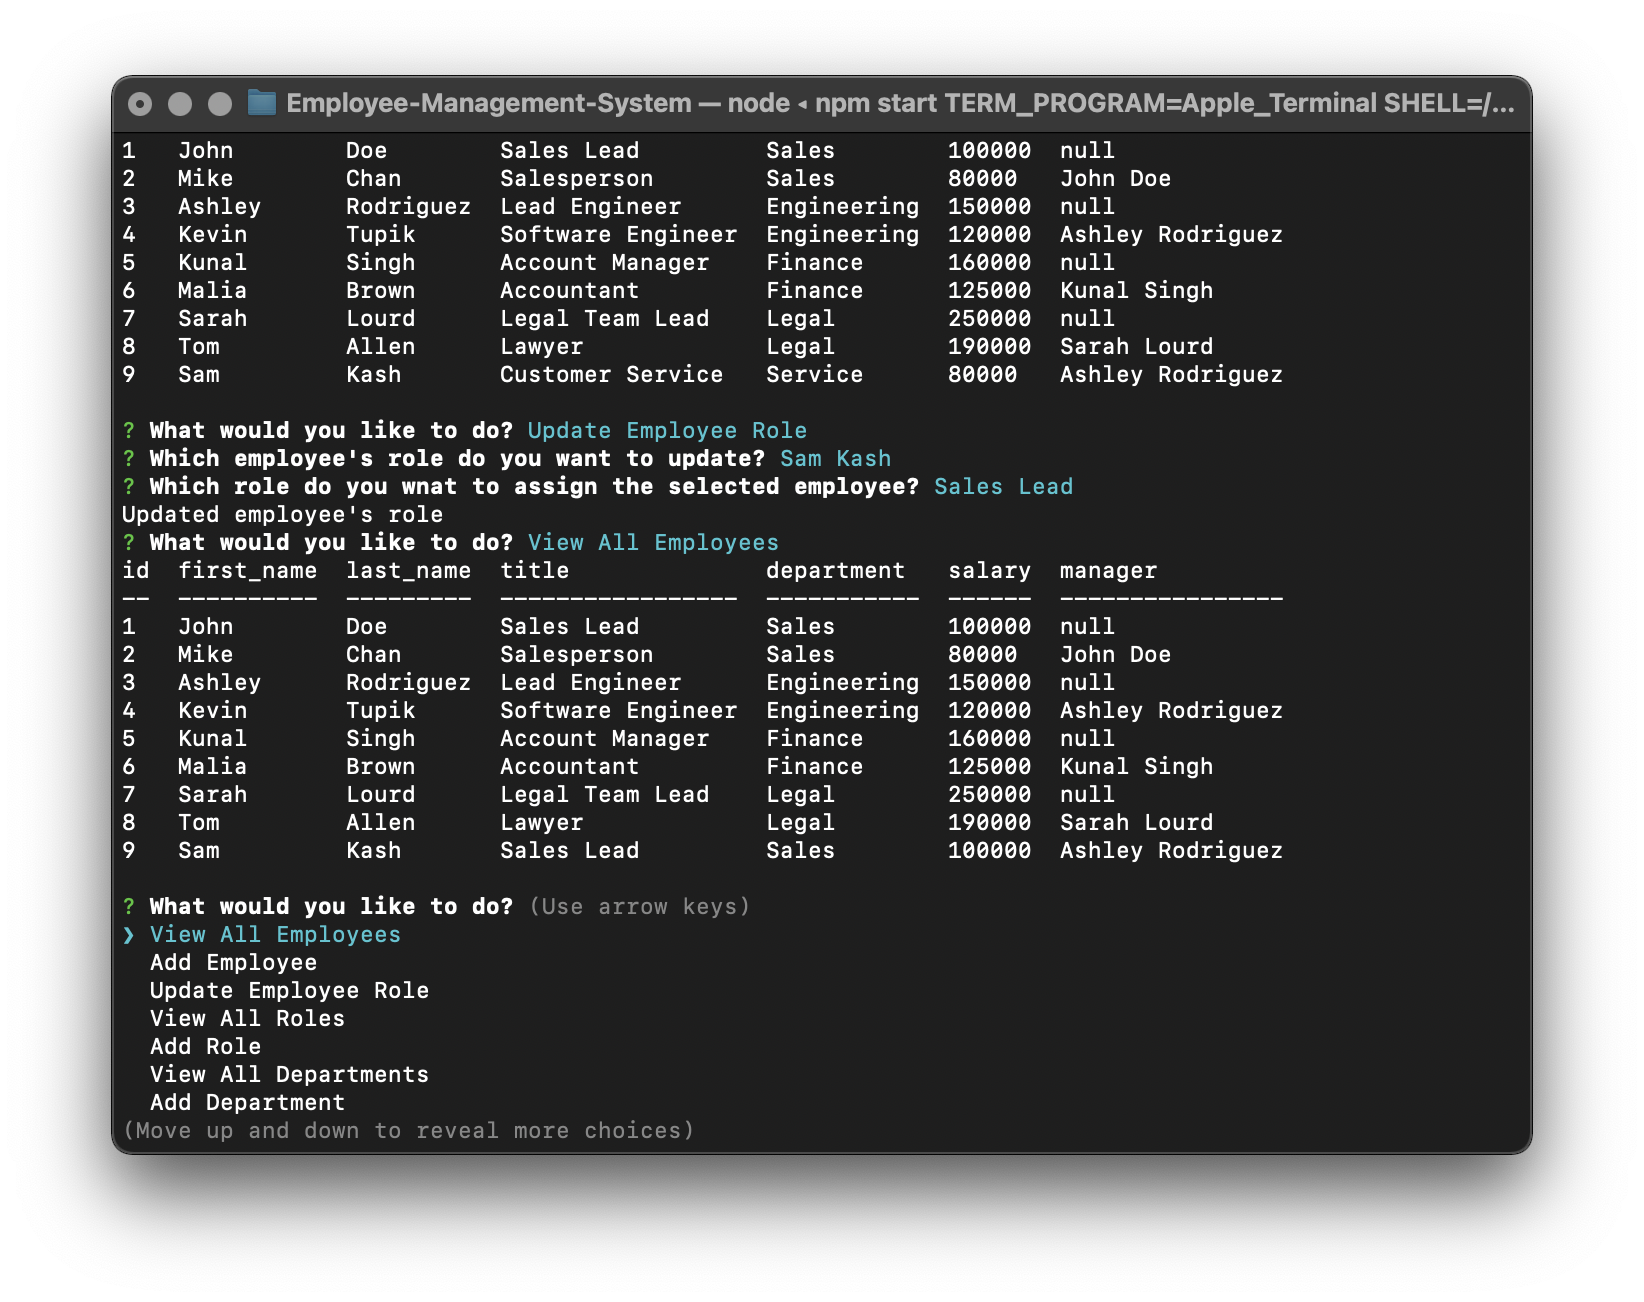 Employee-Management-System — node ◂ npm start TERM_PROGRAM=Apple_Terminal SHELL=/...
1   John        Doe        Sales Lead         Sales        100000  null
2   Mike        Chan       Salesperson        Sales        80000   John Doe
3   Ashley      Rodriguez  Lead Engineer      Engineering  150000  null
4   Kevin       Tupik      Software Engineer  Engineering  120000  Ashley Rodriguez
5   Kunal       Singh      Account Manager    Finance      160000  null
6   Malia       Brown      Accountant         Finance      125000  Kunal Singh
7   Sarah       Lourd      Legal Team Lead    Legal        250000  null
8   Tom         Allen      Lawyer             Legal        190000  Sarah Lourd
9   Sam         Kash       Customer Service   Service      80000   Ashley Rodriguez
? What would you like to do? Update Employee Role
? Which employee's role do you want to update? Sam Kash
? Which role do you wnat to assign the selected employee? Sales Lead
Updated employee's role
? What would you like to do? View All Employees
id  first_name  last_name  title              department   salary  manager
--  ----------  ---------  -----------------  -----------  ------  ----------------
1   John        Doe        Sales Lead         Sales        100000  null
2   Mike        Chan       Salesperson        Sales        80000   John Doe
3   Ashley      Rodriguez  Lead Engineer      Engineering  150000  null
4   Kevin       Tupik      Software Engineer  Engineering  120000  Ashley Rodriguez
5   Kunal       Singh      Account Manager    Finance      160000  null
6   Malia       Brown      Accountant         Finance      125000  Kunal Singh
7   Sarah       Lourd      Legal Team Lead    Legal        250000  null
8   Tom         Allen      Lawyer             Legal        190000  Sarah Lourd
9   Sam         Kash       Sales Lead         Sales        100000  Ashley Rodriguez
? What would you like to do? (Use arrow keys)
❯ View All Employees
  Add Employee
  Update Employee Role
  View All Roles
  Add Role
  View All Departments
  Add Department
(Move up and down to reveal more choices)